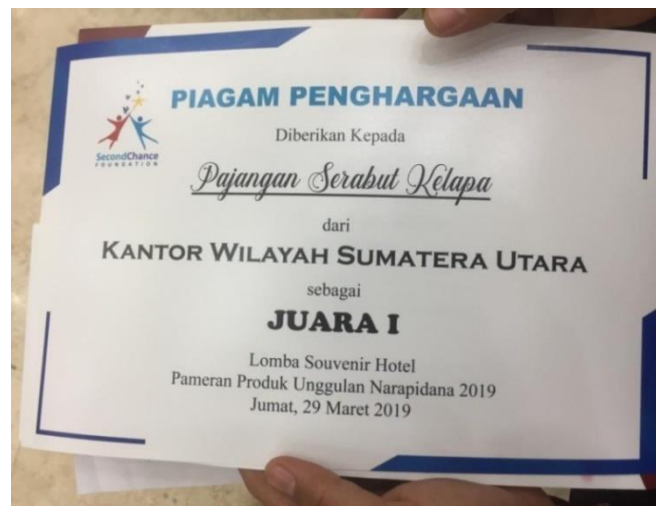 PIAGAM PENGHARGAAN
SecondChance
FOUNDATION
Diberikan Kepada
Pajangan Serabut Kelapa
dari
KANTOR WILAYAH SUMATERA UTARA
sebagai
JUARA I
Lomba Souvenir Hotel
Pameran Produk Unggulan Narapidana 2019
Jumat, 29 Maret 2019